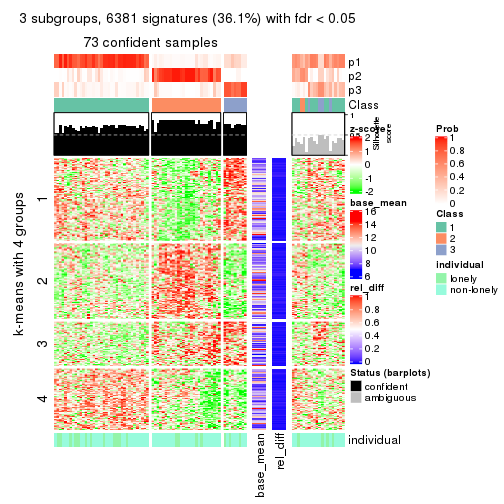 3 subgroups, 6381 signatures (36.1%) with fdr < 0.05
73 confident samples
p1
p2
p3
Class
1
Silhouette
score
z-score
2
1
0
-1
-2
Prob
1
0.8
0.6
0.4
0.2
0
k-means with 4 groups
1
2
3
4
base_mean
16
14
12
10
8
6
Class
1
2
3
individual
lonely
non-lonely
rel_diff
1
0.8
0.6
0.4
0.2
0
Status (barplots)
confident
ambiguous
individual
base_mean
rel_diff